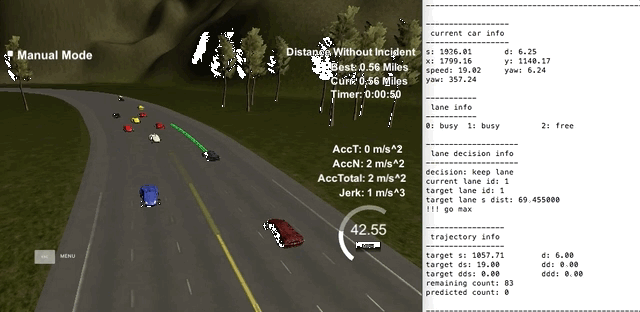 Manual Mode
Distance Without Incident
Best: 0.56 Miles
Curr: 0.56 Miles
Timer: 0:00:50
AccT: 0 m/s^2
AccN: 2 m/s^2
AccTotal: 2 m/s^2
Jerk: 1 m/s^3
42.55
MENU
current car info
s: 1926.01 d: 6.25
x: 1799.16 y: 1140.17
speed: 19.02 yaw: 6.24
yaw: 357.24
lane info
0: busy 1: busy 2: free
lane decision info
decision: keep lane
current lane id: 1
target lane id: 1
target lane s dist: 69.455000
!!! go max
trajectory info
target s: 1057.71 d: 6.00
target ds: 19.00 dd: 0.00
target dds: 0.00 ddd: 0.00
remaining count: 83
predicted count: 0